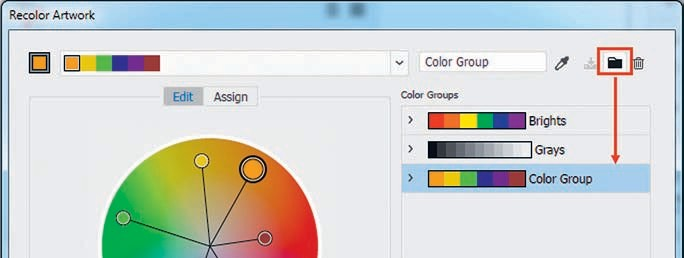 Recolor Artwork
Color Group
Edit Assign
Color Groups
Brights
Grays
Color Group